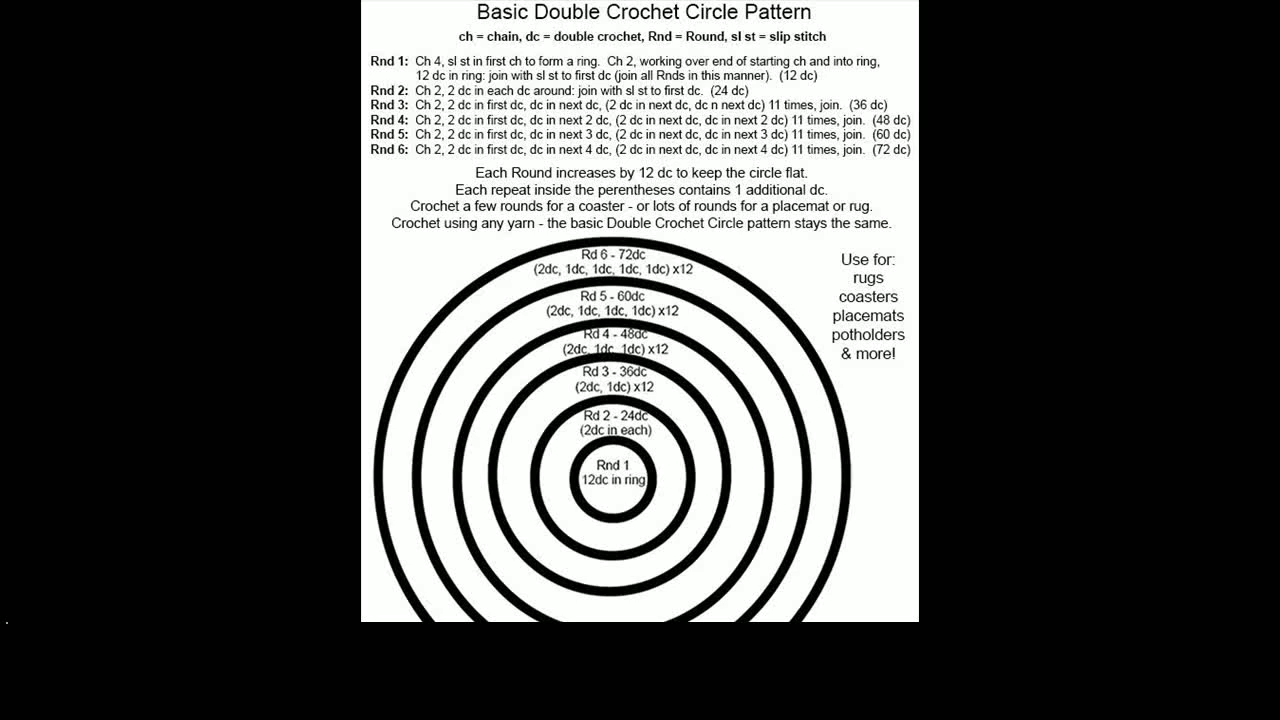 Basic Double Crochet Circle Pattern
ch = chain, dc = double crochet, Rnd = Round, sl st = slip stitch
Rnd 1: Ch 4, sl st in first ch to form a ring. Ch 2, working over end of starting ch and into ring,
12 dc in ring: join with sl st to first dc (join all Rnds in this manner). (12 dc)
Rnd 2: Ch 2, 2 dc in each dc around: join with sl st to first dc. (24 dc)
Rnd 3: Ch 2, 2 dc in first dc, dc in next dc, (2 dc in next dc, dc n next dc) 11 times, join. (36 dc)
Rnd 4: Ch 2, 2 dc in first dc, dc in next 2 dc, (2 dc in next dc, dc in next 2 dc) 11 times, join. (48 dc)
Rnd 5: Ch 2, 2 dc in first dc, dc in next 3 dc, (2 dc in next dc, dc in next 3 dc) 11 times, join. (60 dc)
Rnd 6: Ch 2, 2 dc in first dc, dc in next 4 dc, (2 dc in next dc, dc in next 4 dc) 11 times, join. (72 dc)
Each Round increases by 12 dc to keep the circle flat.
Each repeat inside the perentheses contains 1 additional dc.
Crochet a few rounds for a coaster - or lots of rounds for a placemat or rug.
Crochet using any yarn - the basic Double Crochet Circle pattern stays the same.
Rd 6 - 72dc
(2dc, 1dc, 1dc, 1dc, 1dc) x12
Rd 5 - 60dc
(2dc, 1dc, 1dc, 1dc) x12
Rd 4 - 48dc
(2dc, 1dc, 1dc) x12
Rd 3 - 36dc
(2dc, 1dc) x12
Rd 2 - 24dc
(2dc in each)
Rnd 1
12dc in ring
Use for:
rugs
coasters
placemats
potholders
& more!